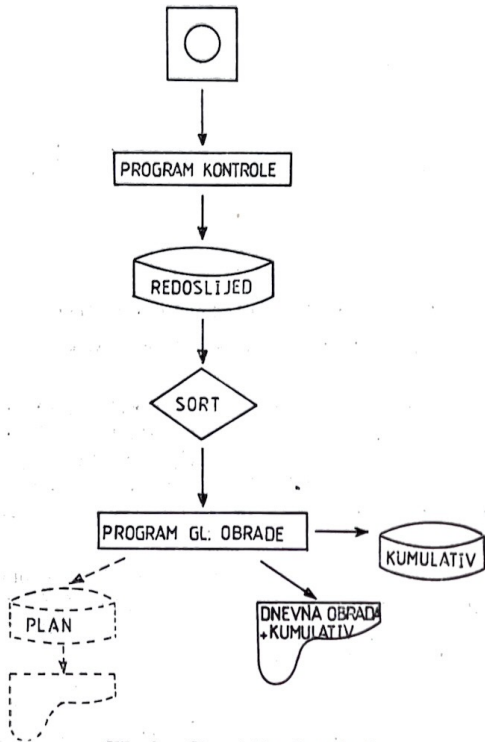 PROGRAM KONTROLE
REDOSLIJED
SORT
PROGRAM GL. OBRADE
KUMULATIV
PLAN
DNEVNA OBRADA
+KUMULATIV